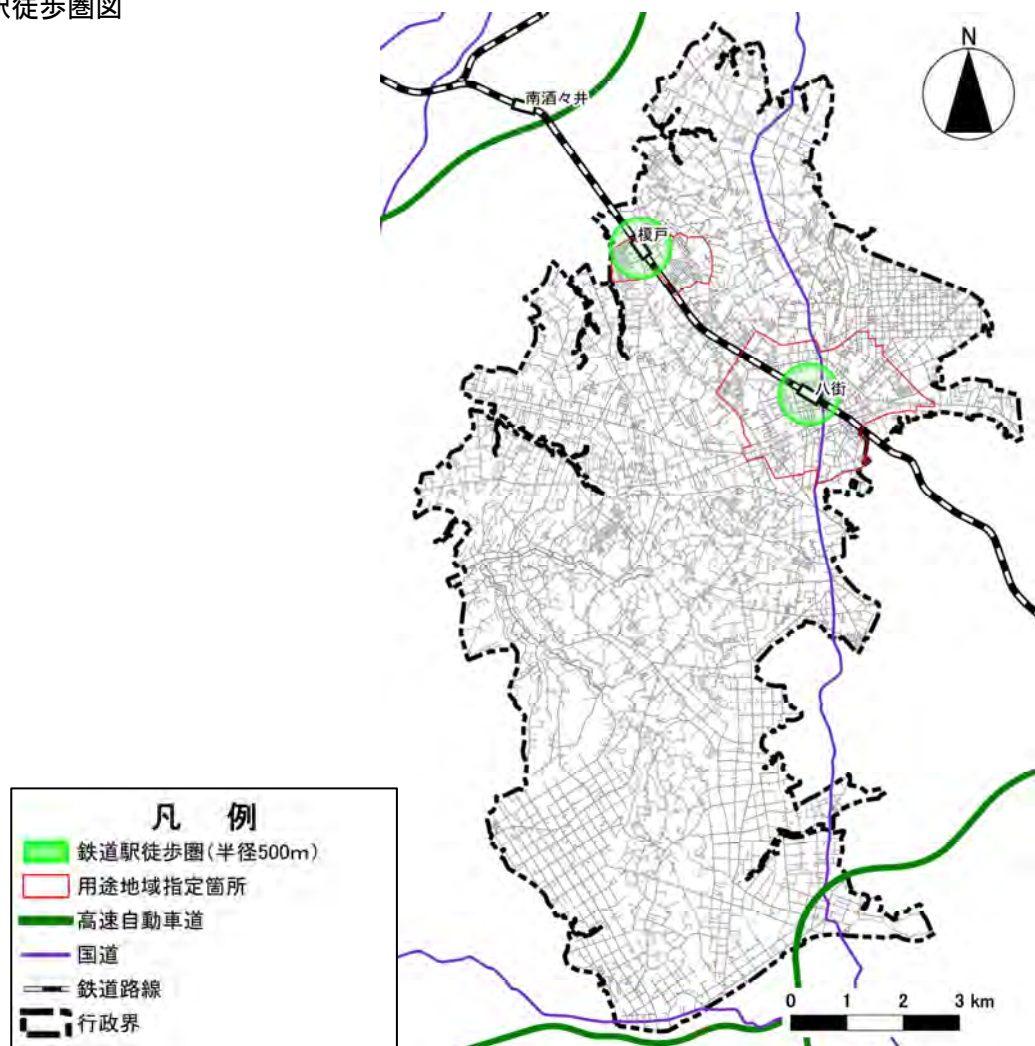 駅徒歩圏図
N
南酒々井
榎戸
八街
凡 例
鉄道駅徒歩圏(半径500m)
用途地域指定箇所
高速自動車道
国道
鉄道路線
行政界
0 1 2 3 km